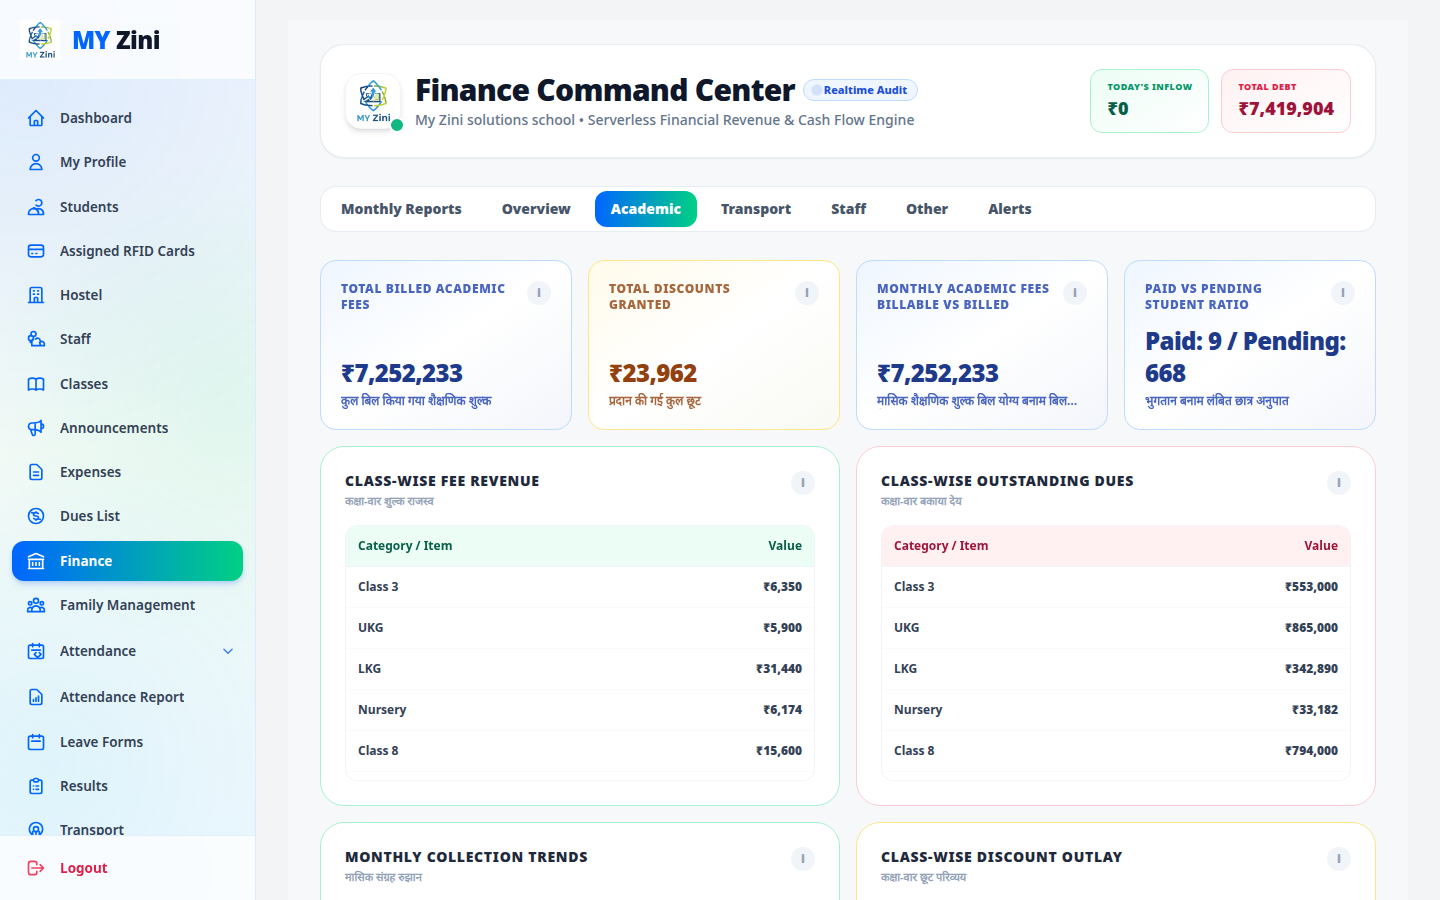 MY Zini
MY Zini
Dashboard
My Profile
Students
Assigned RFID Cards
Hostel
Staff
Classes
Announcements
Expenses
Dues List
Finance
Family Management
Attendance
Attendance Report
Leave Forms
Results
Transport
Logout
MY Zini
Finance Command Center
Realtime Audit
My Zini solutions school • Serverless Financial Revenue & Cash Flow Engine
TODAY'S INFLOW
₹0
TOTAL DEBT
₹7,419,904
Monthly Reports Overview Academic Transport Staff Other Alerts
TOTAL BILLED ACADEMIC
FEES
I
₹7,252,233
कुल बिल किया गया शैक्षणिक शुल्क
TOTAL DISCOUNTS
GRANTED
I
₹23,962
प्रदान की गई कुल छूट
MONTHLY ACADEMIC FEES
BILLABLE VS BILLED
I
₹7,252,233
मासिक शैक्षणिक शुल्क बिल योग्य बनाम बिल...
PAID VS PENDING
STUDENT RATIO
I
Paid: 9 / Pending:
668
भुगतान बनाम लंबित छात्र अनुपात
CLASS-WISE FEE REVENUE
I
कक्षा-वार शुल्क राजस्व
Category / Item Value
Class 3 ₹6,350
UKG ₹5,900
LKG ₹31,440
Nursery ₹6,174
Class 8 ₹15,600
CLASS-WISE OUTSTANDING DUES
I
कक्षा-वार बकाया देय
Category / Item Value
Class 3 ₹553,000
UKG ₹865,000
LKG ₹342,890
Nursery ₹33,182
Class 8 ₹794,000
MONTHLY COLLECTION TRENDS
I
मासिक संग्रह रुझान
CLASS-WISE DISCOUNT OUTLAY
I
कक्षा-वार छूट परिव्यय